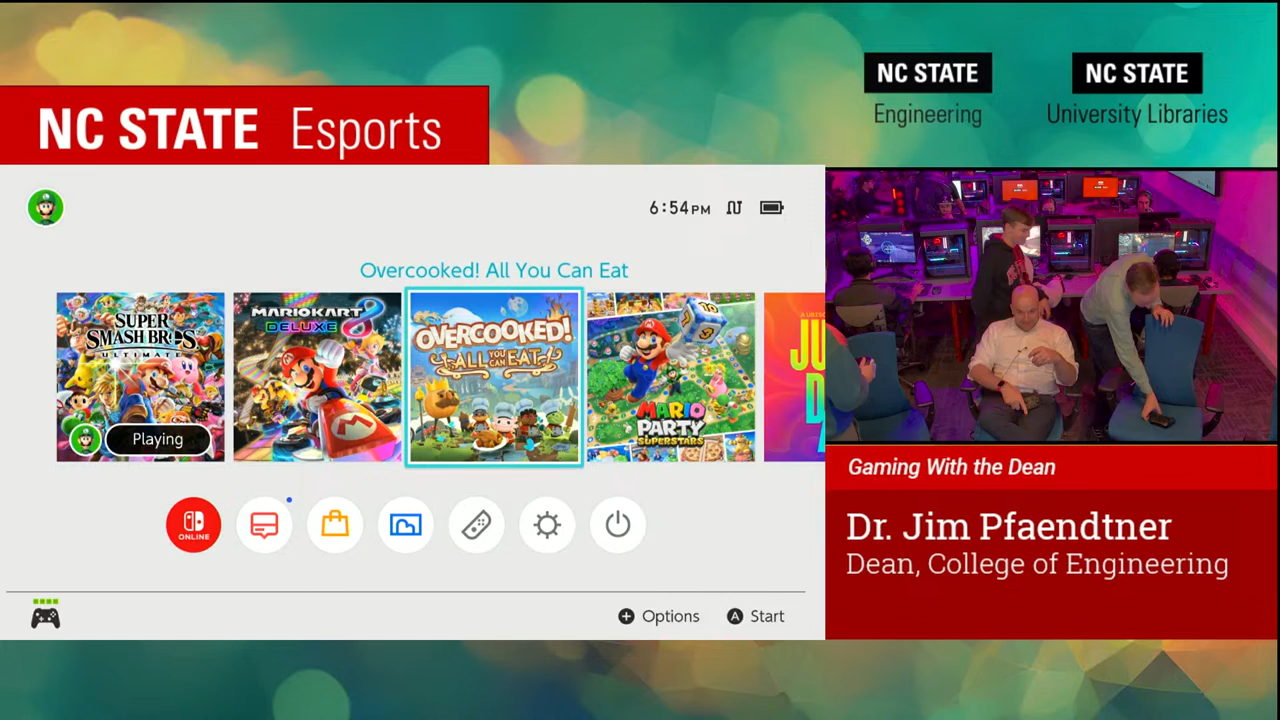 NC STATE Esports
NC STATE
Engineering
NC STATE
University Libraries
6:54PM
Overcooked! All You Can Eat
SUPER
SMASH BROS.
ULTIMATE
Playing
MARIOKART 8
DELUXE
OVERCOOKED!
ALL YOU CAN EAT
10
MARIO
PARTY
SUPERSTARS
ONLINE
Options
A Start
Gaming With the Dean
Dr. Jim Pfaendtner
Dean, College of Engineering